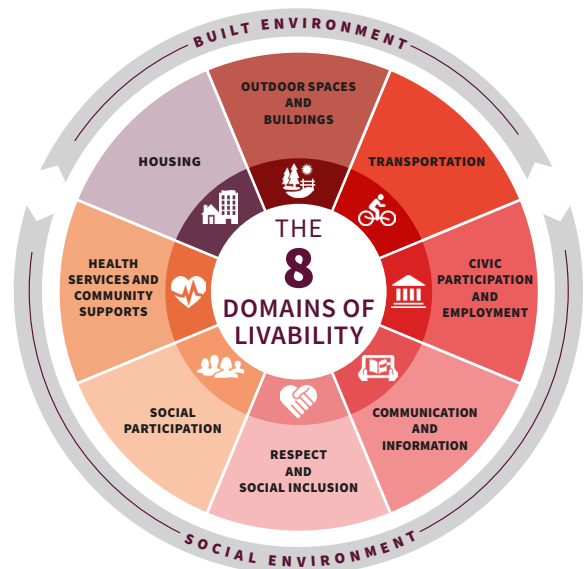 BUILT ENVIRONMENT
OUTDOOR SPACES
AND
BUILDINGS
TRANSPORTATION
CIVIC
PARTICIPATION
AND
EMPLOYMENT
COMMUNICATION
AND
INFORMATION
RESPECT
AND
SOCIAL INCLUSION
SOCIAL
PARTICIPATION
HEALTH
SERVICES AND
COMMUNITY
SUPPORTS
HOUSING
THE
8
DOMAINS OF
LIVABILITY
SOCIAL ENVIRONMENT